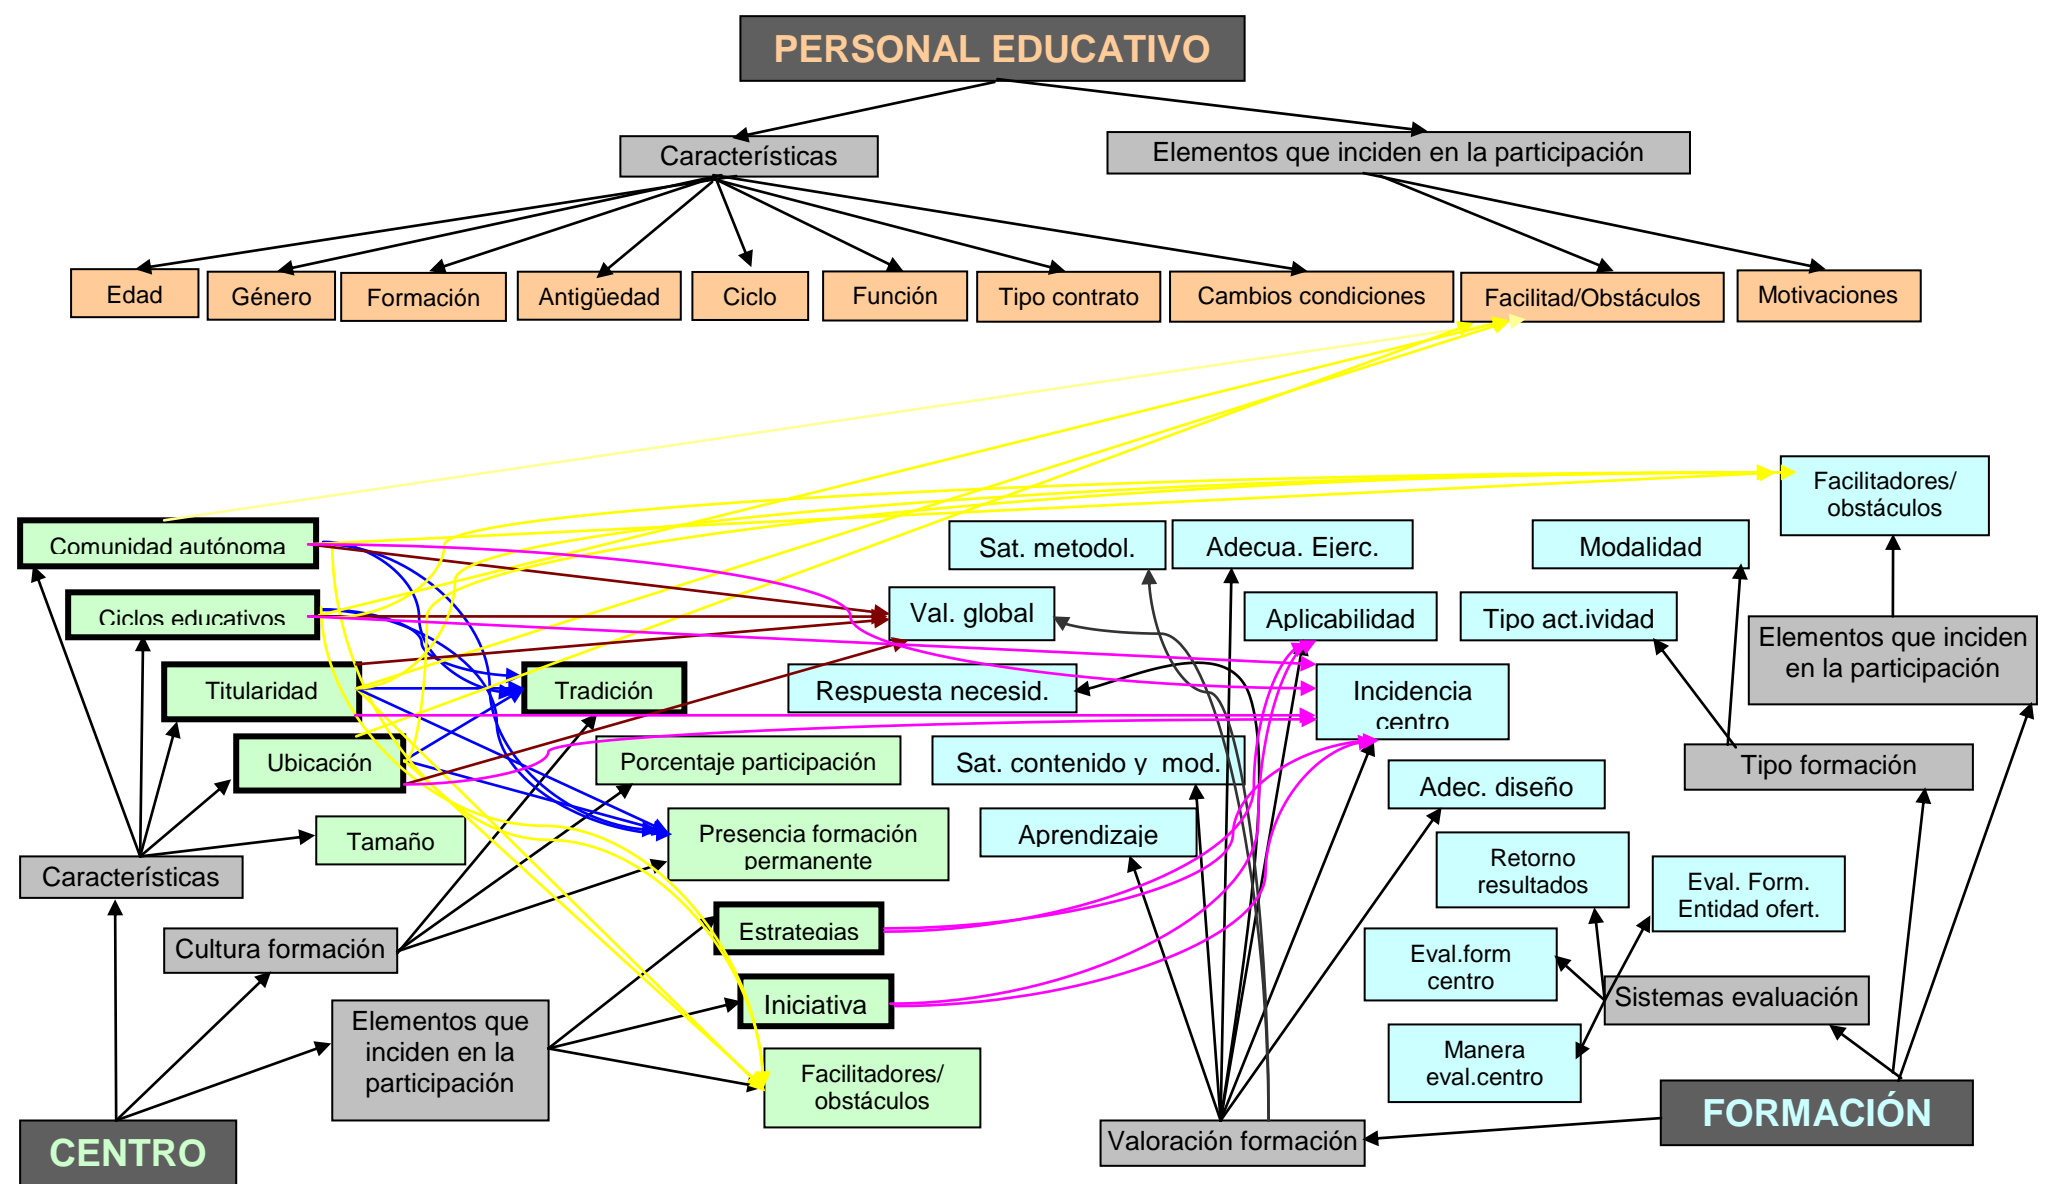 PERSONAL EDUCATIVO
Características
Elementos que inciden en la participación
Edad
Género
Formación
Antigüedad
Ciclo
Función
Tipo contrato
Cambios condiciones
Facilitad/Obstáculos
Motivaciones
Facilitadores/
obstáculos
Comunidad autónoma
Sat. metodol.
Adecua. Ejerc.
Modalidad
Ciclos educativos
Val. global
Aplicabilidad
Tipo act.ividad
Elementos que inciden
en la participación
Titularidad
Tradición
Respuesta necesid.
Incidencia
centro
Ubicación
Porcentaje participación
Sat. contenido y mod.
Tipo formación
Adec. diseño
Tamaño
Presencia formación
permanente
Aprendizaje
Retorno
resultados
Eval. Form.
Entidad ofert.
Características
Cultura formación
Estrategias
Eval.form
centro
Sistemas evaluación
Iniciativa
Elementos que
inciden en la
participación
Manera
eval.centro
Facilitadores/
obstáculos
FORMACIÓN
Valoración formación
CENTRO